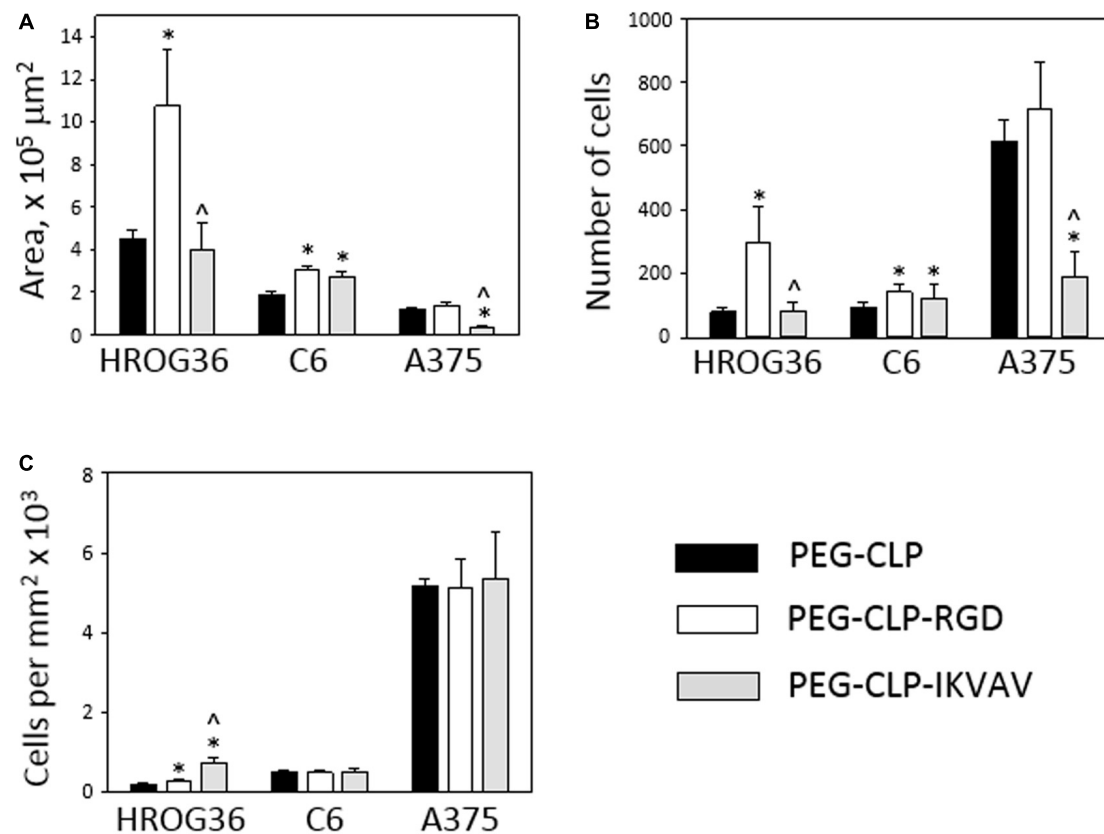 A
Area, x 10⁵ µm²
14
12
10
8
6
4
2
0
*
^
*
*
^
*
HROG36 C6 A375
B
Number of cells
1000
800
600
400
200
0
*
^
*
*
^
*
HROG36 C6 A375
C
Cells per mm² x 10³
8
6
4
2
0
*
^
*
HROG36 C6 A375
PEG-CLP
PEG-CLP-RGD
PEG-CLP-IKVAV